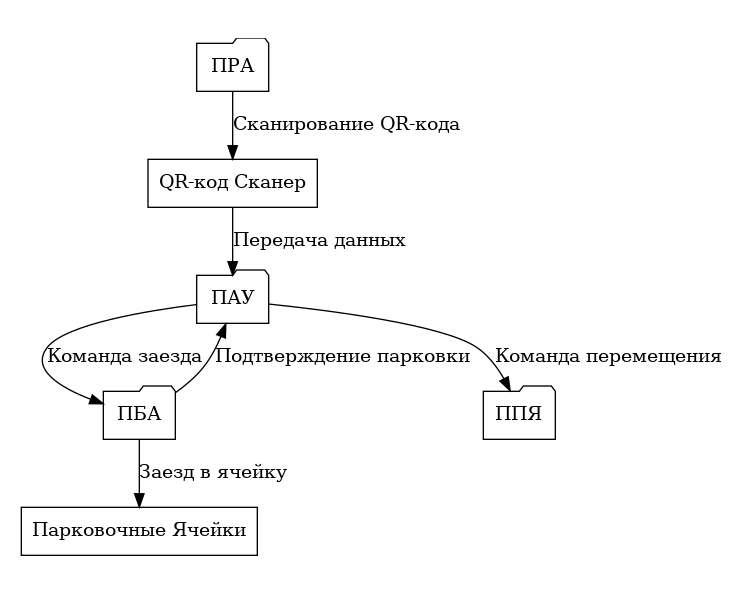 ПРА
Сканирование QR-кода
QR-код Сканер
Передача данных
ПАУ
Команда заезда
Подтверждение парковки
Команда перемещения
ПБА
ППЯ
Заезд в ячейку
Парковочные Ячейки